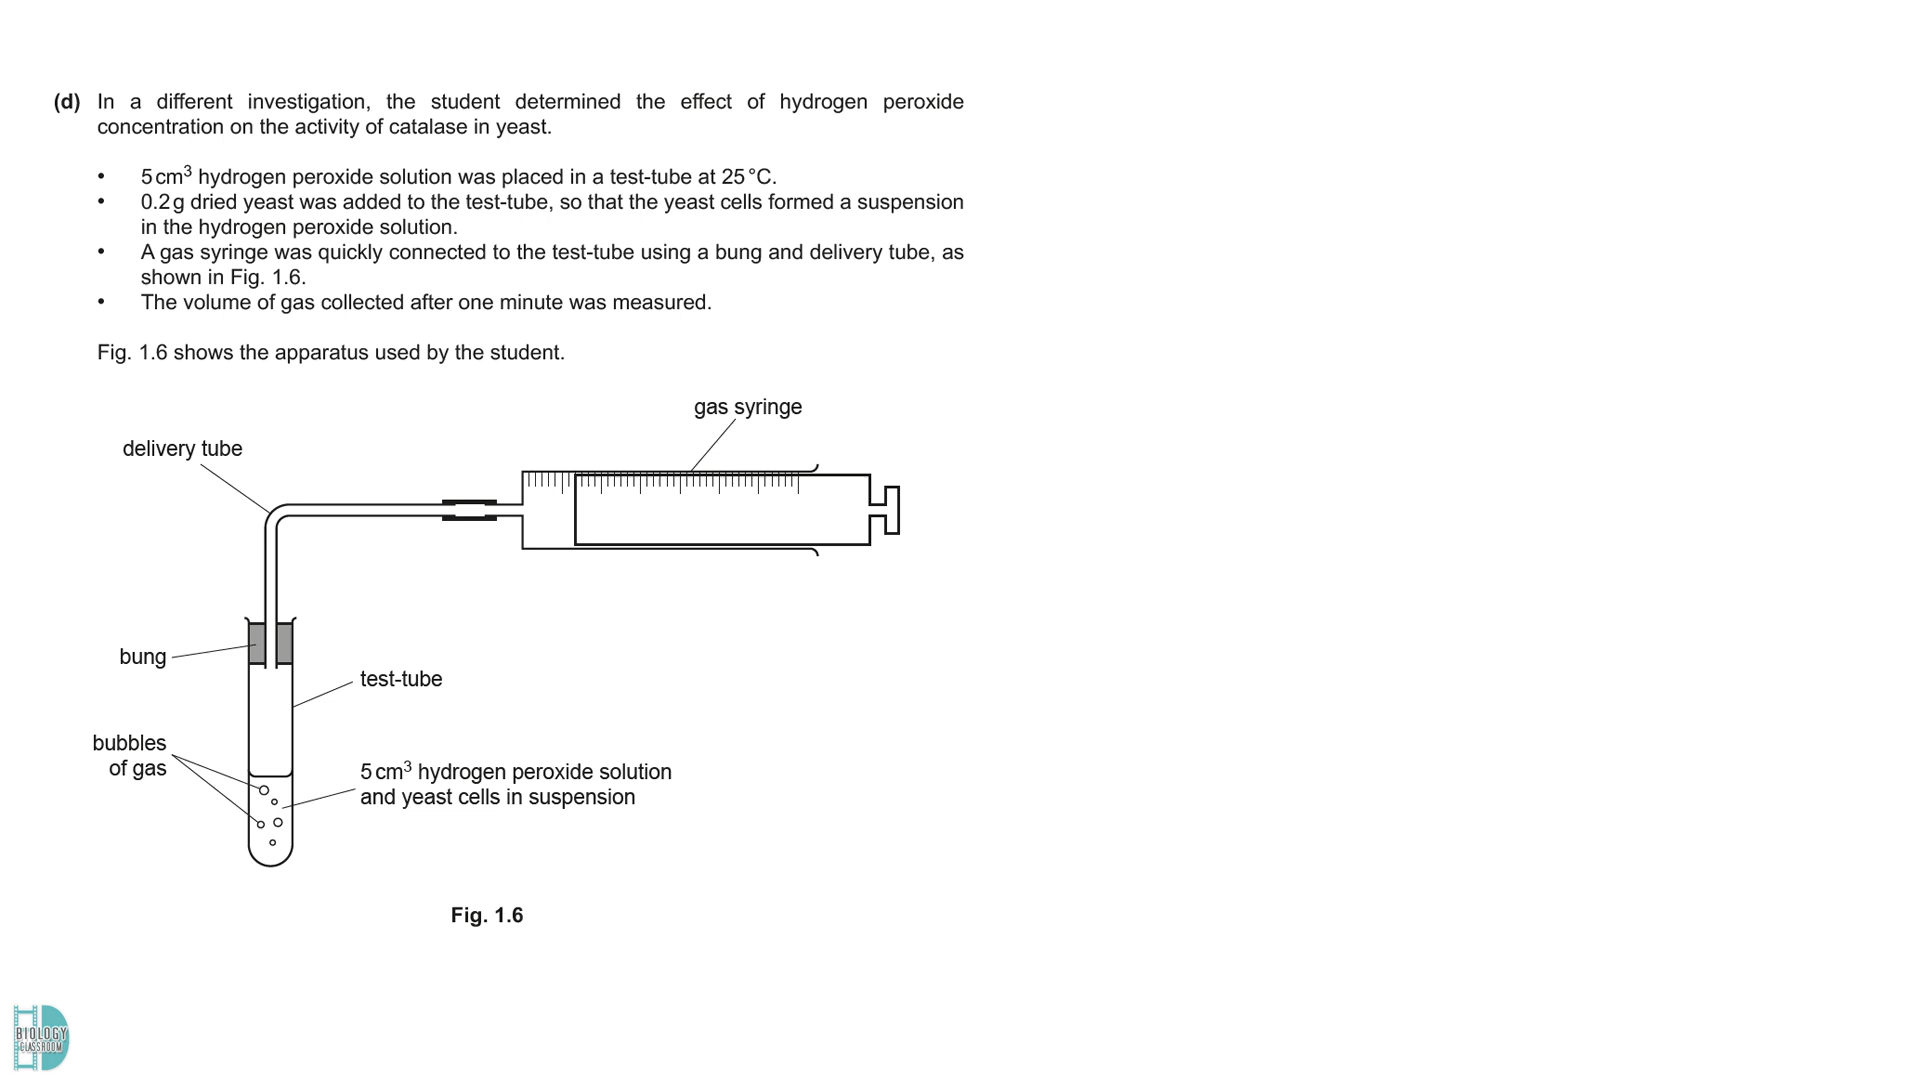 (d) In a different investigation, the student determined the effect of hydrogen peroxide
concentration on the activity of catalase in yeast.
• 5 cm³ hydrogen peroxide solution was placed in a test-tube at 25 °C.
• 0.2 g dried yeast was added to the test-tube, so that the yeast cells formed a suspension
in the hydrogen peroxide solution.
• A gas syringe was quickly connected to the test-tube using a bung and delivery tube, as
shown in Fig. 1.6.
• The volume of gas collected after one minute was measured.
Fig. 1.6 shows the apparatus used by the student.
gas syringe
delivery tube
bung
test-tube
bubbles
of gas
5 cm³ hydrogen peroxide solution
and yeast cells in suspension
Fig. 1.6
BIOLOGY
CLASSROOM